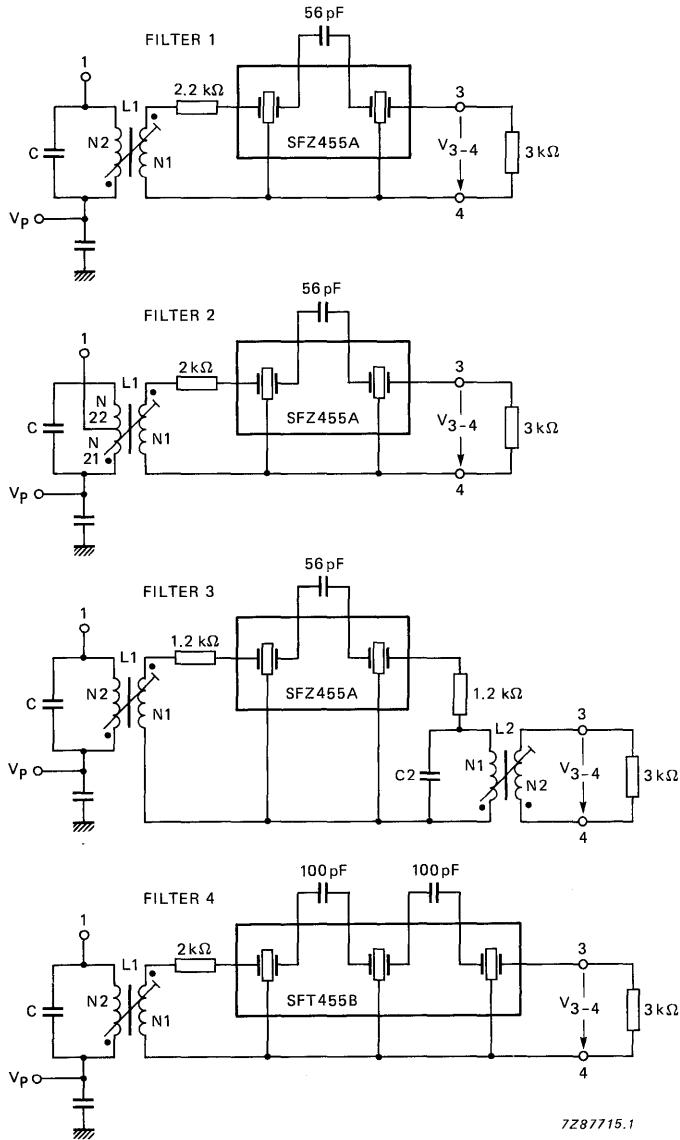 56 pF
FILTER 1
1
L1
2.2 kΩ
3
C
N2
N1
SFZ455A
V3-4
3 kΩ
VP
4
56 pF
FILTER 2
1
L1
2 kΩ
3
C
N
22
N
21
N1
SFZ455A
V3-4
3 kΩ
VP
4
56 pF
FILTER 3
1
L1
1.2 kΩ
C
N2
N1
SFZ455A
1.2 kΩ
L2
3
VP
C2
N1
N2
V3-4
3 kΩ
4
100 pF
100 pF
FILTER 4
1
L1
2 kΩ
3
C
N2
N1
SFT455B
V3-4
3 kΩ
VP
4
7Z87715.1